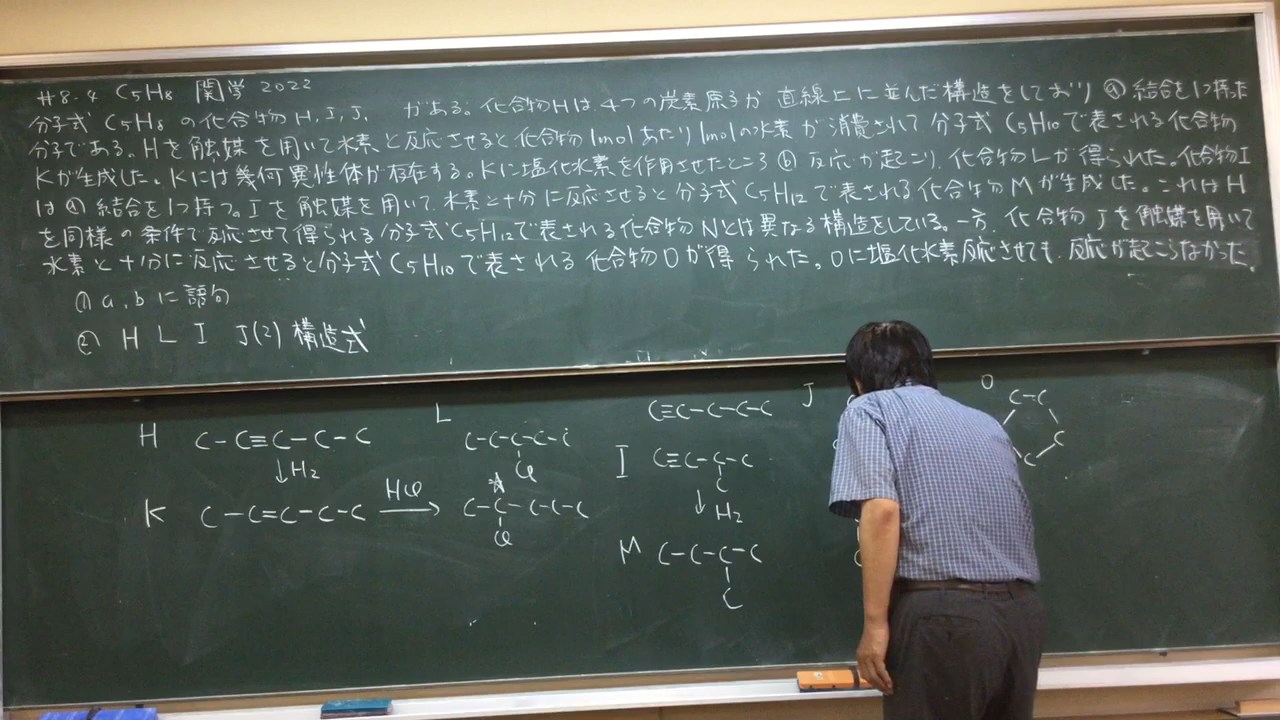 #8.4 C5H8 関学 2022
分子式 C5H8 の化合物 H, I, J, がある。化合物Hは4つの炭素原子が直線上に並んだ構造をしており ⓐ 結合を1つ持った
分子である。Hを触媒を用いて水素と反応させると化合物1molあたり1molの水素が消費されて分子式 C5H10で表される化合物
Kが生成した。Kには幾何異性体が存在する。Kに塩化水素を作用させたところ ⓑ 反応が起こり、化合物Lが得られた。化合物I
は ⓐ 結合を1つ持つ。Iを触媒を用いて水素と十分に反応させると分子式C5H12で表される化合物Mが生成した。これはH
を同様の条件で反応させて得られる分子式C5H12で表される化合物Nとは異なる構造をしている。一方、化合物Jを触媒を用いて
水素と十分に反応させると分子式C5H10で表される化合物Oが得られた。Oに塩化水素反応させても反応が起こらなかった。
(1) a, b に語句
(2) H L I J(2) 構造式
H C-C≡C-C-C
↓H2
K C-C=C-C-C HCl→
L C-C-C-C-C
Cl
*
C-C-C-C-C
Cl
C≡C-C-C-C
I C≡C-C-C
C
↓H2
M C-C-C-C
C
J
O C-C
C
C